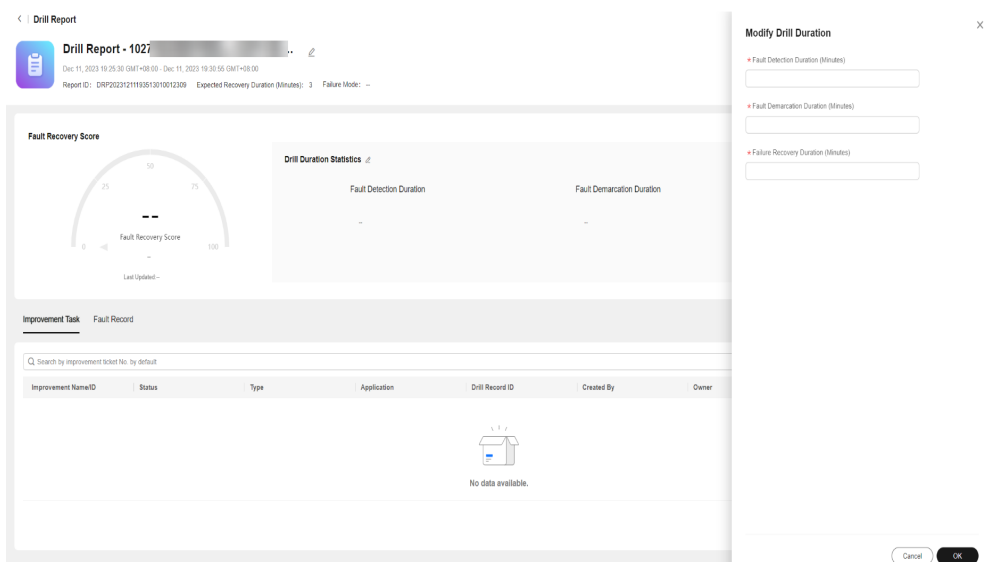 Drill Report
Drill Report - 1027
..
Dec 11, 2023 19:25:30 GMT+08:00 - Dec 11, 2023 19:30:55 GMT+08:00
Report ID: DRP20231211193513010012309 Expected Recovery Duration (Minutes): 3 Failure Mode: --
Fault Recovery Score
50
25 75
--
Fault Recovery Score
0 100
--
Last Updated:--
Drill Duration Statistics
Fault Detection Duration Fault Demarcation Duration
-- --
Improvement Task Fault Record
Search by improvement ticket No. by default
Improvement Name/ID Status Type Application Drill Record ID Created By Owner
No data available.
Modify Drill Duration
X
* Fault Detection Duration (Minutes)
* Fault Demarcation Duration (Minutes)
* Failure Recovery Duration (Minutes)
Cancel OK